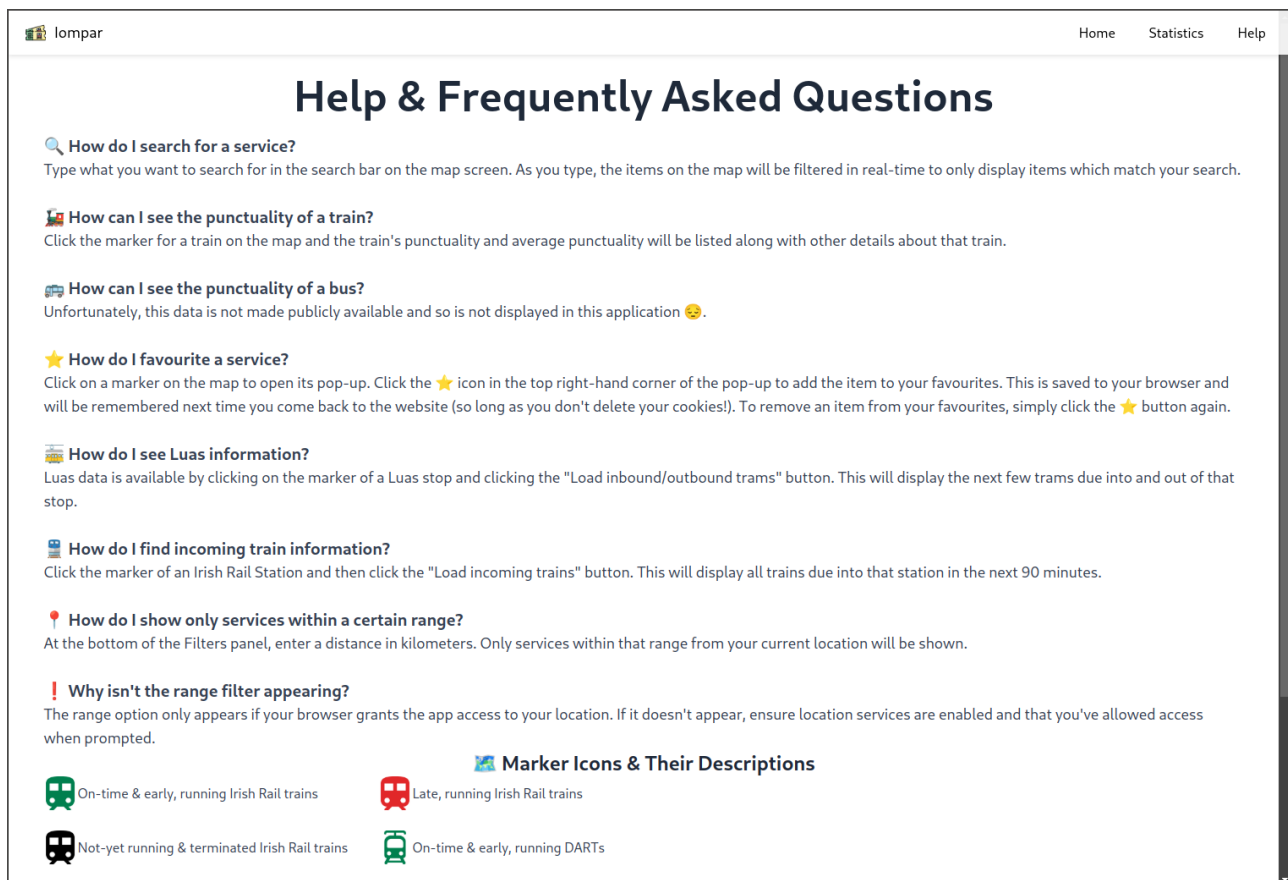 Iompar
Home Statistics Help
Help & Frequently Asked Questions
🔍 How do I search for a service?
Type what you want to search for in the search bar on the map screen. As you type, the items on the map will be filtered in real-time to only display items which match your search.
🚂 How can I see the punctuality of a train?
Click the marker for a train on the map and the train's punctuality and average punctuality will be listed along with other details about that train.
🚌 How can I see the punctuality of a bus?
Unfortunately, this data is not made publicly available and so is not displayed in this application 😔.
⭐ How do I favourite a service?
Click on a marker on the map to open its pop-up. Click the ⭐ icon in the top right-hand corner of the pop-up to add the item to your favourites. This is saved to your browser and
will be remembered next time you come back to the website (so long as you don't delete your cookies!). To remove an item from your favourites, simply click the ⭐ button again.
🚋 How do I see Luas information?
Luas data is available by clicking on the marker of a Luas stop and clicking the "Load inbound/outbound trams" button. This will display the next few trams due into and out of that
stop.
🚆 How do I find incoming train information?
Click the marker of an Irish Rail Station and then click the "Load incoming trains" button. This will display all trains due into that station in the next 90 minutes.
📍 How do I show only services within a certain range?
At the bottom of the Filters panel, enter a distance in kilometers. Only services within that range from your current location will be shown.
❗ Why isn't the range filter appearing?
The range option only appears if your browser grants the app access to your location. If it doesn't appear, ensure location services are enabled and that you've allowed access
when prompted.
🗺️ Marker Icons & Their Descriptions
On-time & early, running Irish Rail trains
Late, running Irish Rail trains
Not-yet running & terminated Irish Rail trains
On-time & early, running DARTs